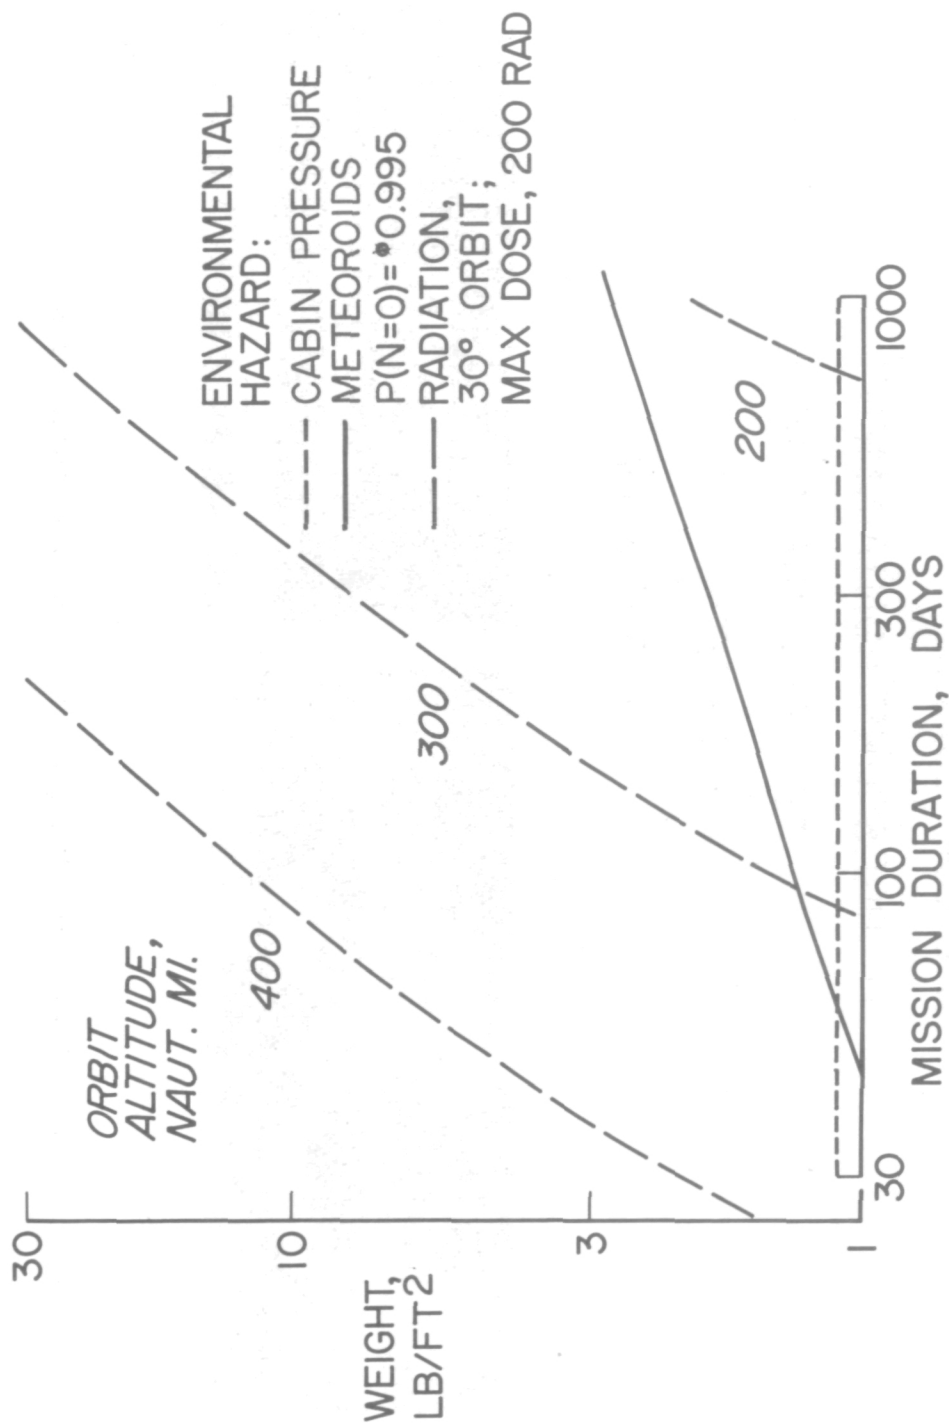 ORBIT
ALTITUDE,
NAUT. MI.
400
300
200
ENVIRONMENTAL
HAZARD:
CABIN PRESSURE
METEOROIDS
P(N=0)=0.995
RADIATION,
30° ORBIT;
MAX DOSE, 200 RAD
30
10
3
1
WEIGHT,
LB/FT2
30
100
300
1000
MISSION DURATION, DAYS